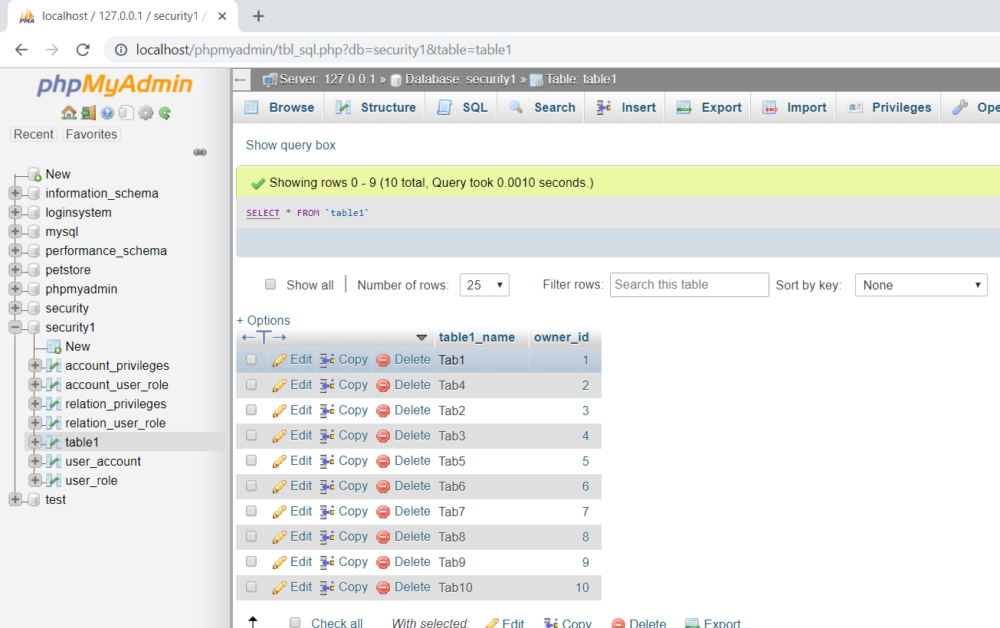 localhost / 127.0.0.1 / security1 /
localhost/phpmyadmin/tbl_sql.php?db=security1&table=table1
phpMyAdmin
Recent Favorites
New
information_schema
loginsystem
mysql
performance_schema
petstore
phpmyadmin
security
security1
New
account_privileges
account_user_role
relation_privileges
relation_user_role
table1
user_account
user_role
test
Server: 127.0.0.1 » Database: security1 » Table: table1
Browse Structure SQL Search Insert Export Import Privileges Ope
Show query box
Showing rows 0 - 9 (10 total, Query took 0.0010 seconds.)
SELECT * FROM `table1`
Show all Number of rows: 25 Filter rows: Search this table Sort by key: None
+ Options
←T→ table1_name owner_id
Edit Copy Delete Tab1 1
Edit Copy Delete Tab4 2
Edit Copy Delete Tab2 3
Edit Copy Delete Tab3 4
Edit Copy Delete Tab5 5
Edit Copy Delete Tab6 6
Edit Copy Delete Tab7 7
Edit Copy Delete Tab8 8
Edit Copy Delete Tab9 9
Edit Copy Delete Tab10 10
Check all With selected: Edit Copy Delete Export